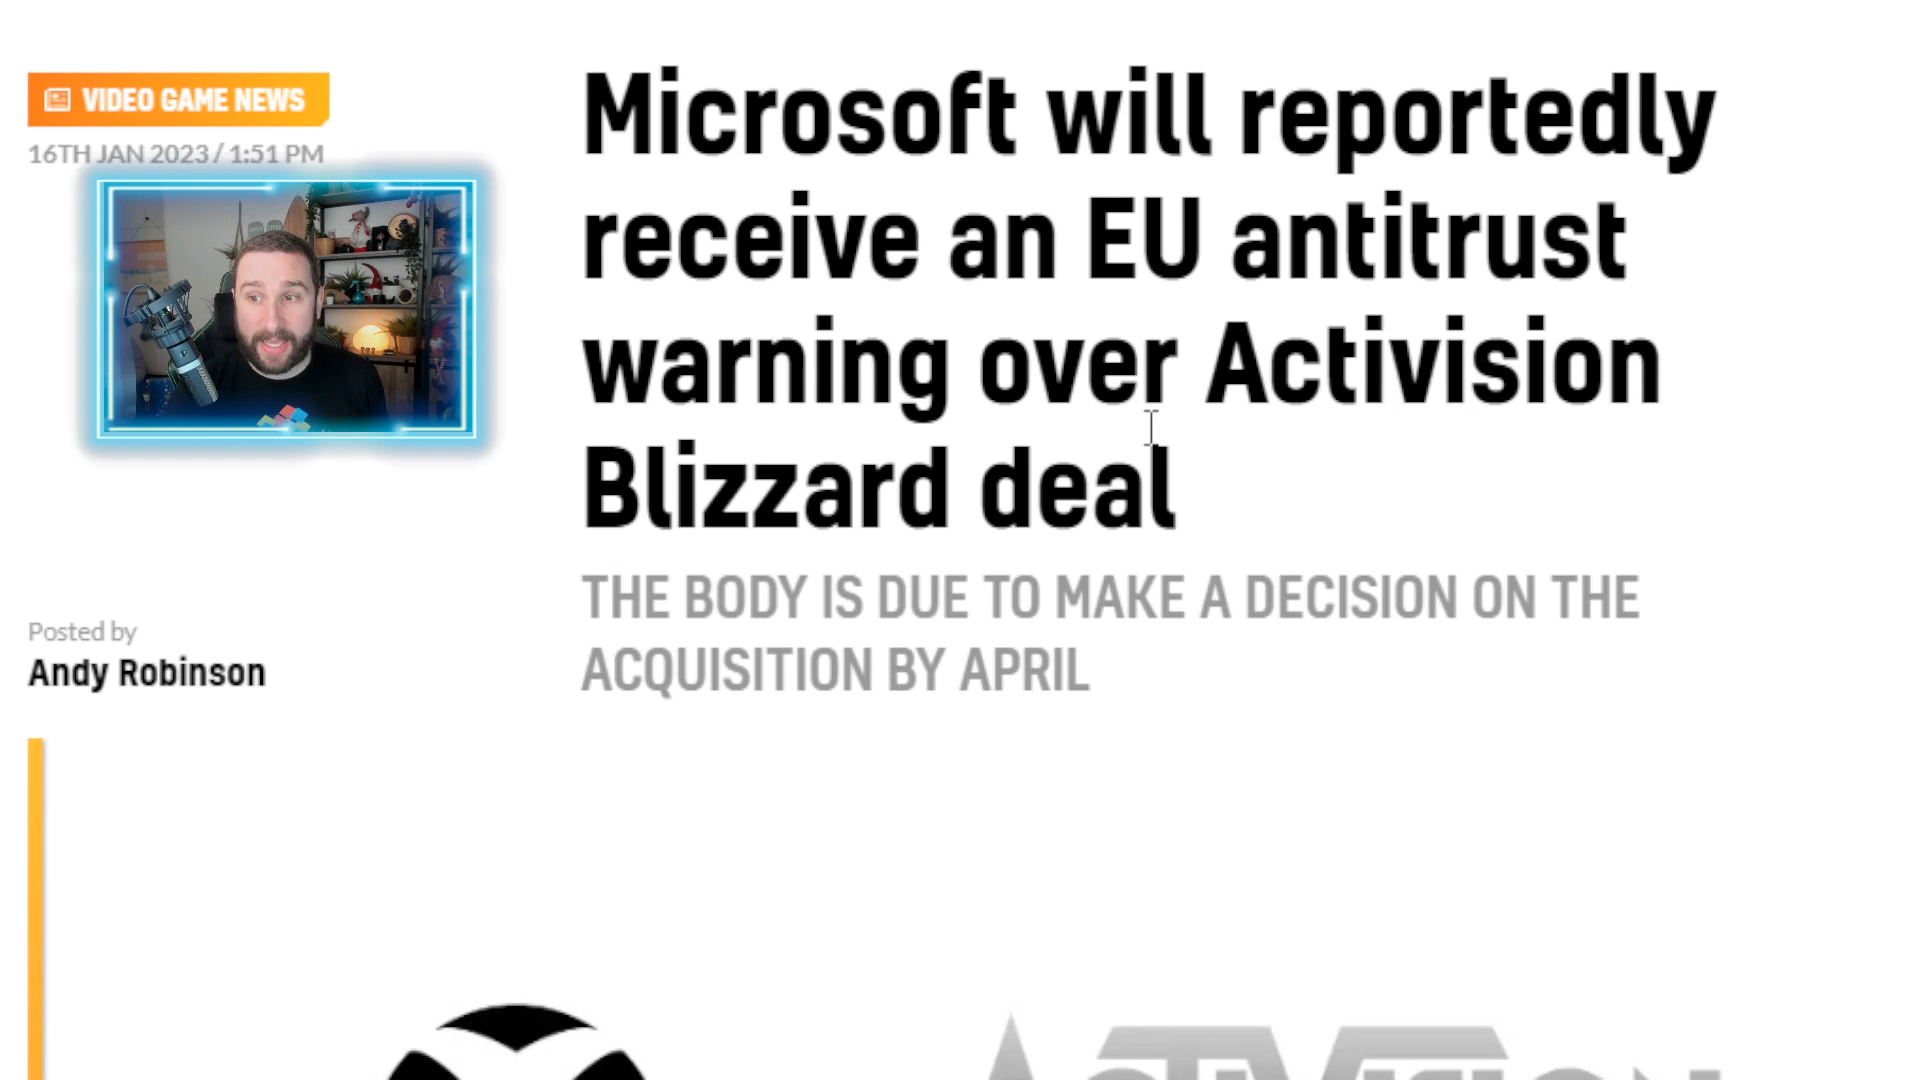 VIDEO GAME NEWS
16TH JAN 2023 / 1:51 PM
Microsoft will reportedly
receive an EU antitrust
warning over Activision
Blizzard deal
THE BODY IS DUE TO MAKE A DECISION ON THE
ACQUISITION BY APRIL
Posted by
Andy Robinson
ACTIVISION